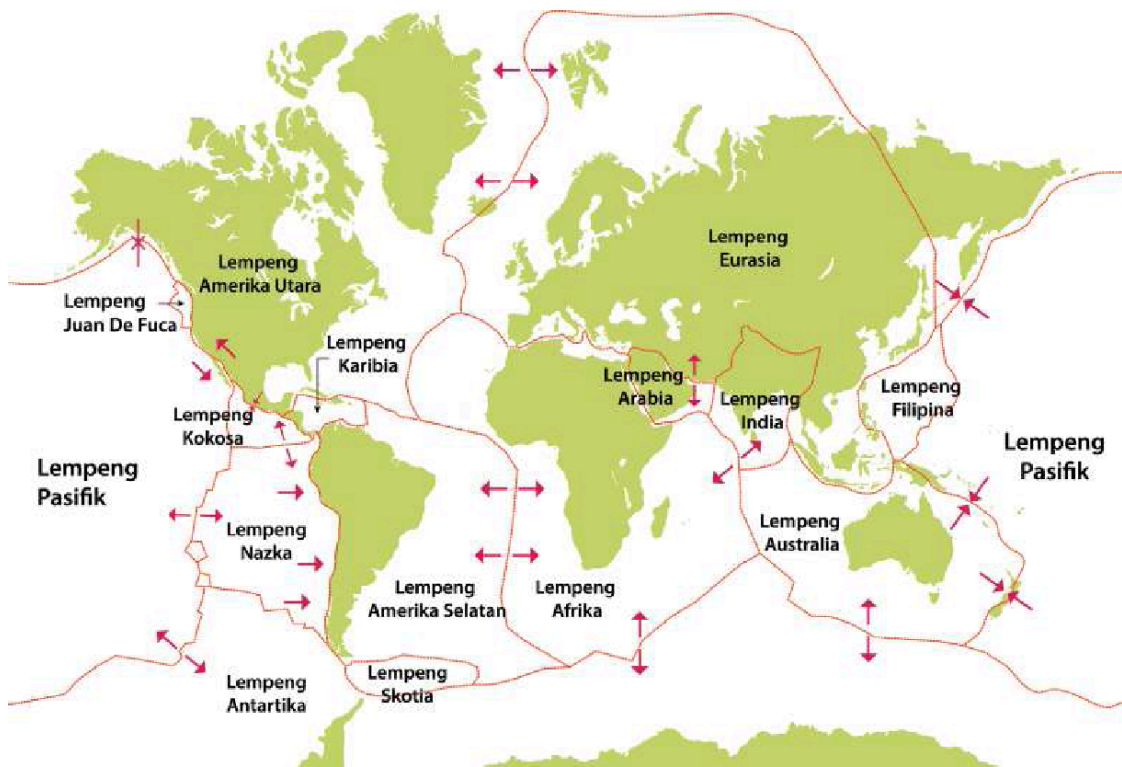 Lempeng
Eurasia
Lempeng
Amerika Utara
Lempeng
Juan De Fuca
Lempeng
Karibia
Lempeng
Arabia
Lempeng
India
Lempeng
Filipina
Lempeng
Kokosa
Lempeng
Pasifik
Lempeng
Pasifik
Lempeng
Nazka
Lempeng
Australia
Lempeng
Amerika Selatan
Lempeng
Afrika
Lempeng
Skotia
Lempeng
Antartika